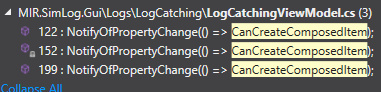 MIR.SimLog.Gui\Logs\LogCatching\LogCatchingViewModel.cs (3)
122 : NotifyOfPropertyChange(() => CanCreateComposedItem);
152 : NotifyOfPropertyChange(() => CanCreateComposedItem);
199 : NotifyOfPropertyChange(() => CanCreateComposedItem);
Collapse All